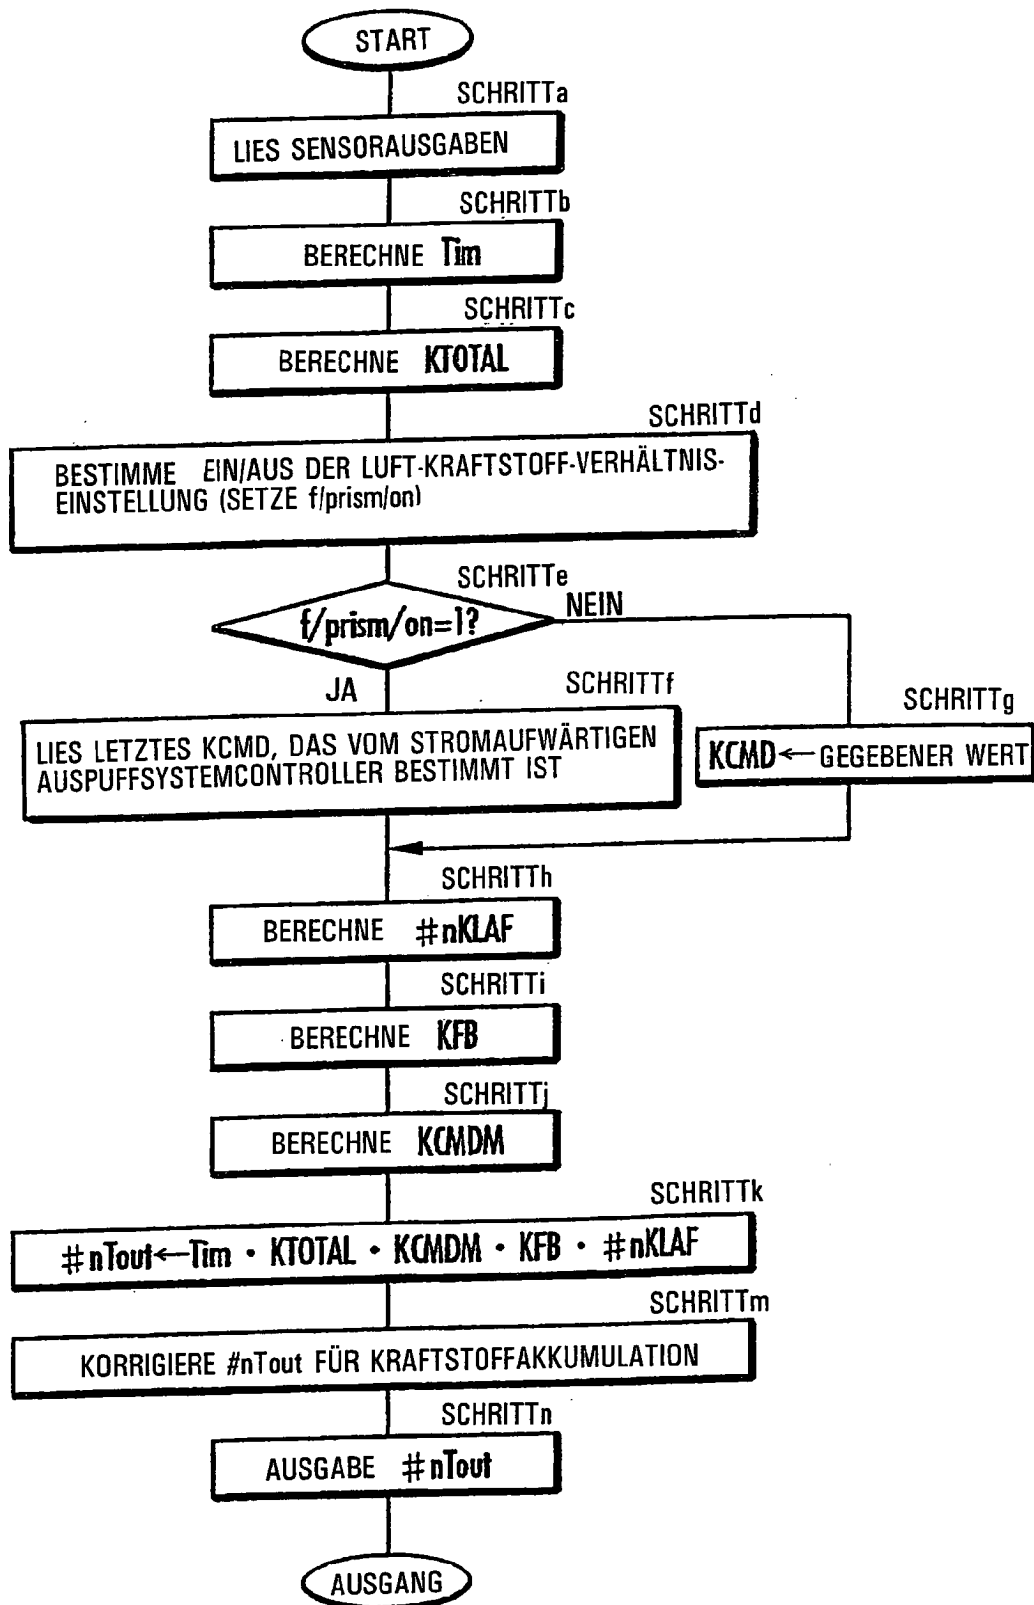 START
SCHRITTa
LIES SENSORAUSGABEN
SCHRITTb
BERECHNE Tim
SCHRITTc
BERECHNE KTOTAL
SCHRITTd
BESTIMME EIN/AUS DER LUFT-KRAFTSTOFF-VERHÄLTNIS-
EINSTELLUNG (SETZE f/prism/on)
SCHRITTe
f/prism/on=1?
NEIN
JA
SCHRITTf
LIES LETZTES KCMD, DAS VOM STROMAUFWÄRTIGEN
AUSPUFFSYSTEMCONTROLLER BESTIMMT IST
SCHRITTg
KCMD←GEGEBENER WERT
SCHRITTh
BERECHNE #nKLAF
SCHRITTi
BERECHNE KFB
SCHRITTj
BERECHNE KCMDM
SCHRITTk
#nTout←Tim · KTOTAL · KCMDM · KFB · #nKLAF
SCHRITTm
KORRIGIERE #nTout FÜR KRAFTSTOFFAKKUMULATION
SCHRITTn
AUSGABE #nTout
AUSGANG